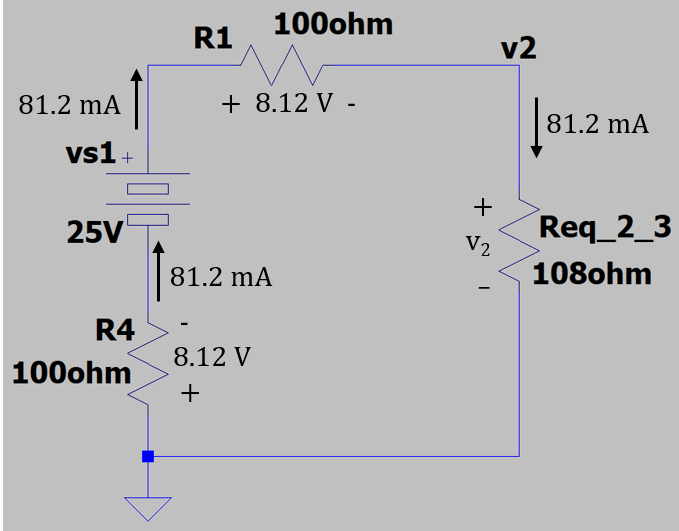 R1
100ohm
v2
81.2 mA
+ 8.12 V -
81.2 mA
vs1 +
25V
+
v2
-
Req_2_3
108ohm
81.2 mA
R4
100ohm
-
8.12 V
+